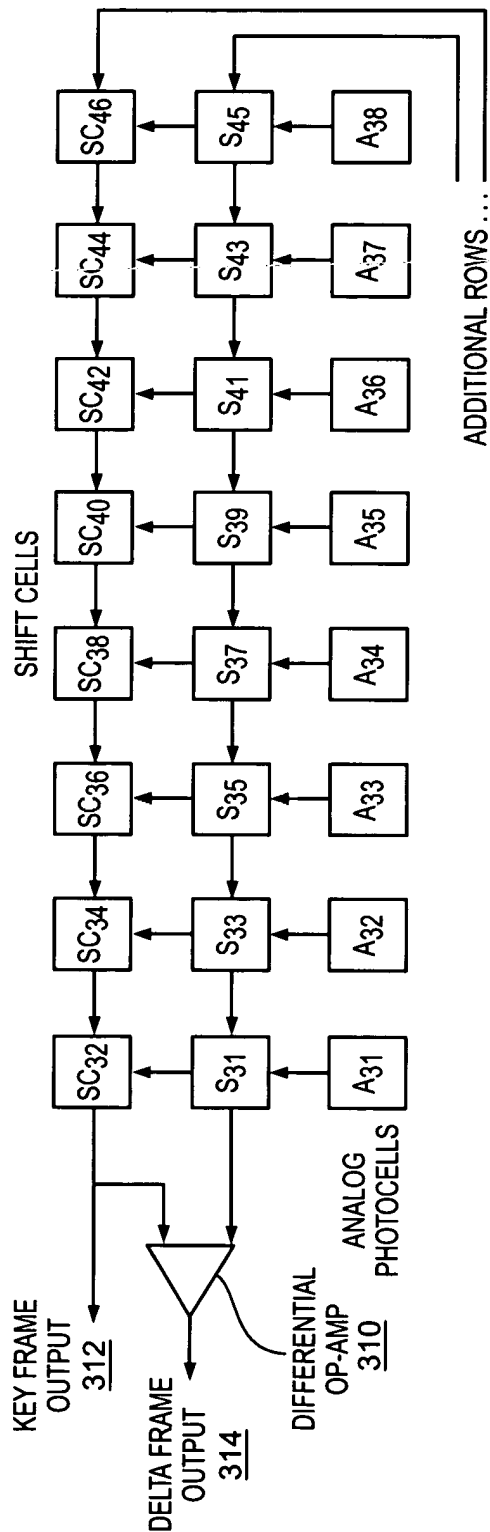 SHIFT CELLS
KEY FRAME
OUTPUT
312
SC32
SC34
SC36
SC38
SC40
SC42
SC44
SC46
DELTA FRAME
OUTPUT
314
S31
S33
S35
S37
S39
S41
S43
S45
DIFFERENTIAL
OP-AMP
310
ANALOG
PHOTOCELLS
A31
A32
A33
A34
A35
A36
A37
A38
ADDITIONAL ROWS ...